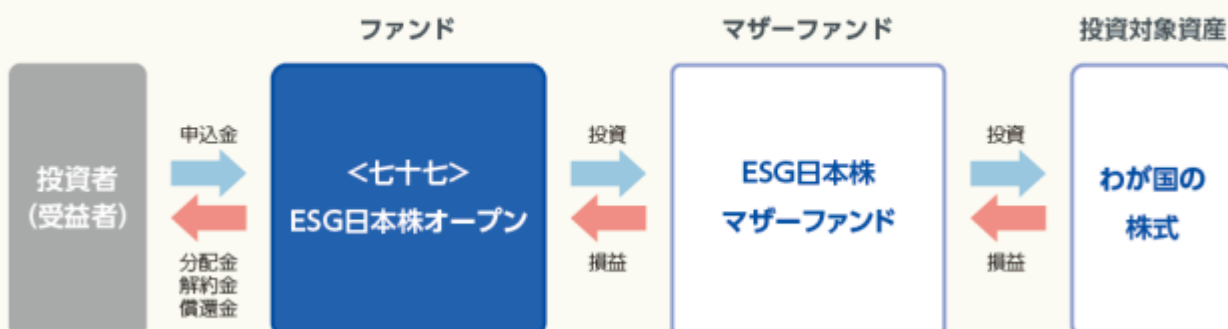 ファンド
マザーファンド
投資対象資産
投資者
(受益者)
申込金
分配金
解約金
償還金
<七十七>
ESG日本株オープン
投資
損益
ESG日本株
マザーファンド
投資
損益
わが国の
株式